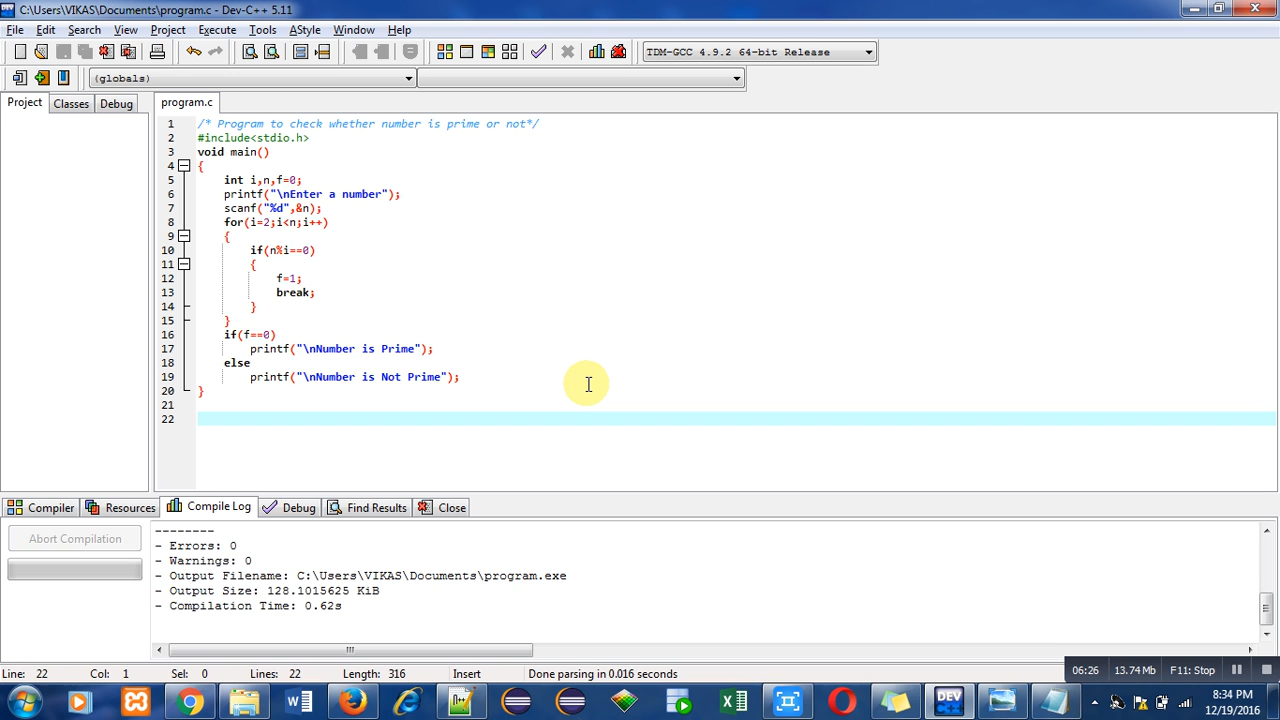 C:\Users\VIKAS\Documents\program.c - Dev-C++ 5.11
File Edit Search View Project Execute Tools AStyle Window Help
TDM-GCC 4.9.2 64-bit Release
(globals)
Project Classes Debug program.c
1 /* Program to check whether number is prime or not*/
2 #include<stdio.h>
3 void main()
4 {
5 int i,n,f=0;
6 printf("\nEnter a number");
7 scanf("%d",&n);
8 for(i=2;i<n;i++)
9 {
10 if(n%i==0)
11 {
12 f=1;
13 break;
14 }
15 }
16 if(f==0)
17 printf("\nNumber is Prime");
18 else
19 printf("\nNumber is Not Prime");
20 }
21
22
Compiler Resources Compile Log Debug Find Results Close
Abort Compilation
--------
- Errors: 0
- Warnings: 0
- Output Filename: C:\Users\VIKAS\Documents\program.exe
- Output Size: 128.1015625 KiB
- Compilation Time: 0.62s
Line: 22 Col: 1 Sel: 0 Lines: 22 Length: 316 Insert Done parsing in 0.016 seconds
06:26 13.74 Mb F11: Stop
DEV
8:34 PM
12/19/2016